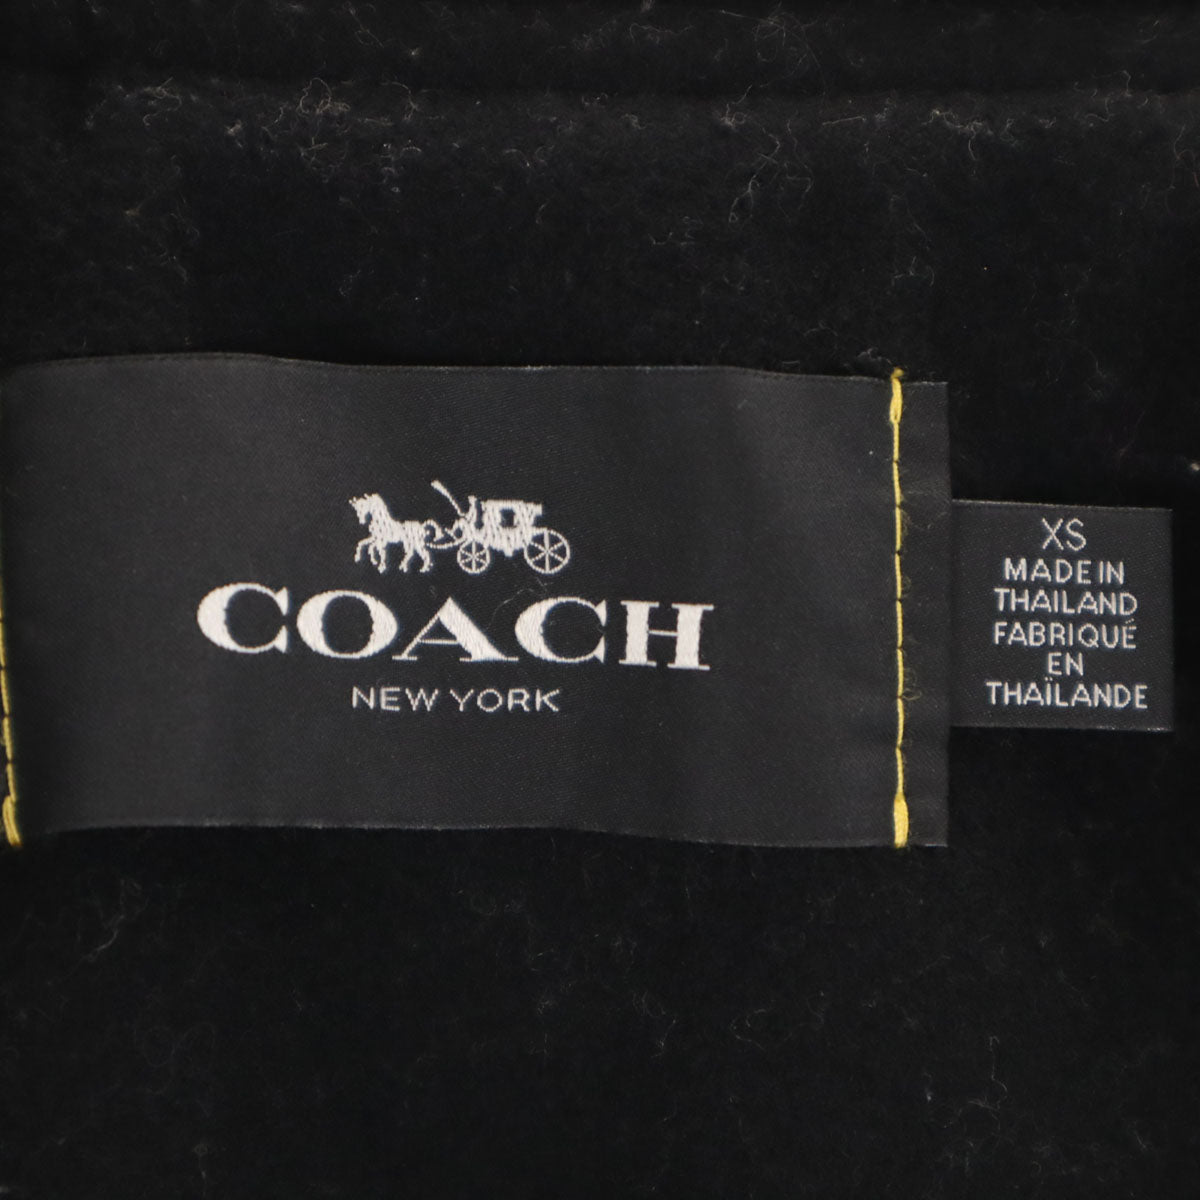 COACH
NEW YORK
XS
MADE IN
THAILAND
FABRIQUÉ
EN
THAÏLANDE